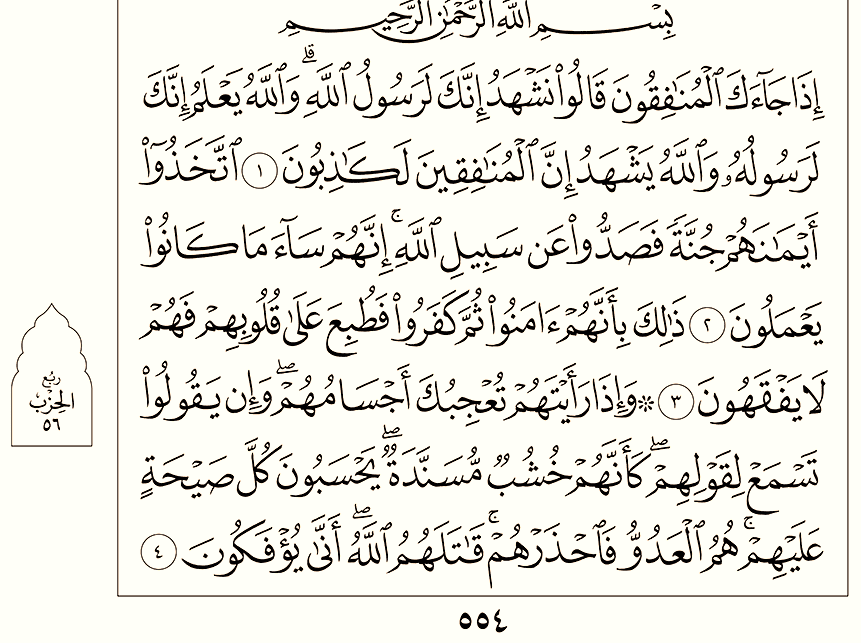 بِسْمِ ٱللَّهِ ٱلرَّحْمَٰنِ ٱلرَّحِيمِ
إِذَا جَآءَكَ ٱلْمُنَٰفِقُونَ قَالُوا۟ نَشْهَدُ إِنَّكَ لَرَسُولُ ٱللَّهِ ۗ وَٱللَّهُ يَعْلَمُ إِنَّكَ
لَرَسُولُهُۥ وَٱللَّهُ يَشْهَدُ إِنَّ ٱلْمُنَٰفِقِينَ لَكَٰذِبُونَ ١ ٱتَّخَذُوٓا۟
أَيْمَٰنَهُمْ جُنَّةً فَصَدُّوا۟ عَن سَبِيلِ ٱللَّهِ ۚ إِنَّهُمْ سَآءَ مَا كَانُوا۟
يَعْمَلُونَ ٢ ذَٰلِكَ بِأَنَّهُمْ ءَامَنُوا۟ ثُمَّ كَفَرُوا۟ فَطُبِعَ عَلَىٰ قُلُوبِهِمْ فَهُمْ
لَا يَفْقَهُونَ ٣ ۞ وَإِذَا رَأَيْتَهُمْ تُعْجِبُكَ أَجْسَامُهُمْ ۖ وَإِن يَقُولُوا۟
تَسْمَعْ لِقَوْلِهِمْ ۖ كَأَنَّهُمْ خُشُبٌ مُّسَنَّدَةٌ ۖ يَحْسَبُونَ كُلَّ صَيْحَةٍ
عَلَيْهِمْ ۚ هُمُ ٱلْعَدُوُّ فَٱحْذَرْهُمْ ۚ قَٰتَلَهُمُ ٱللَّهُ ۖ أَنَّىٰ يُؤْفَكُونَ ٤
رُبْع
الحِزْب
٥٦
٥٥٤